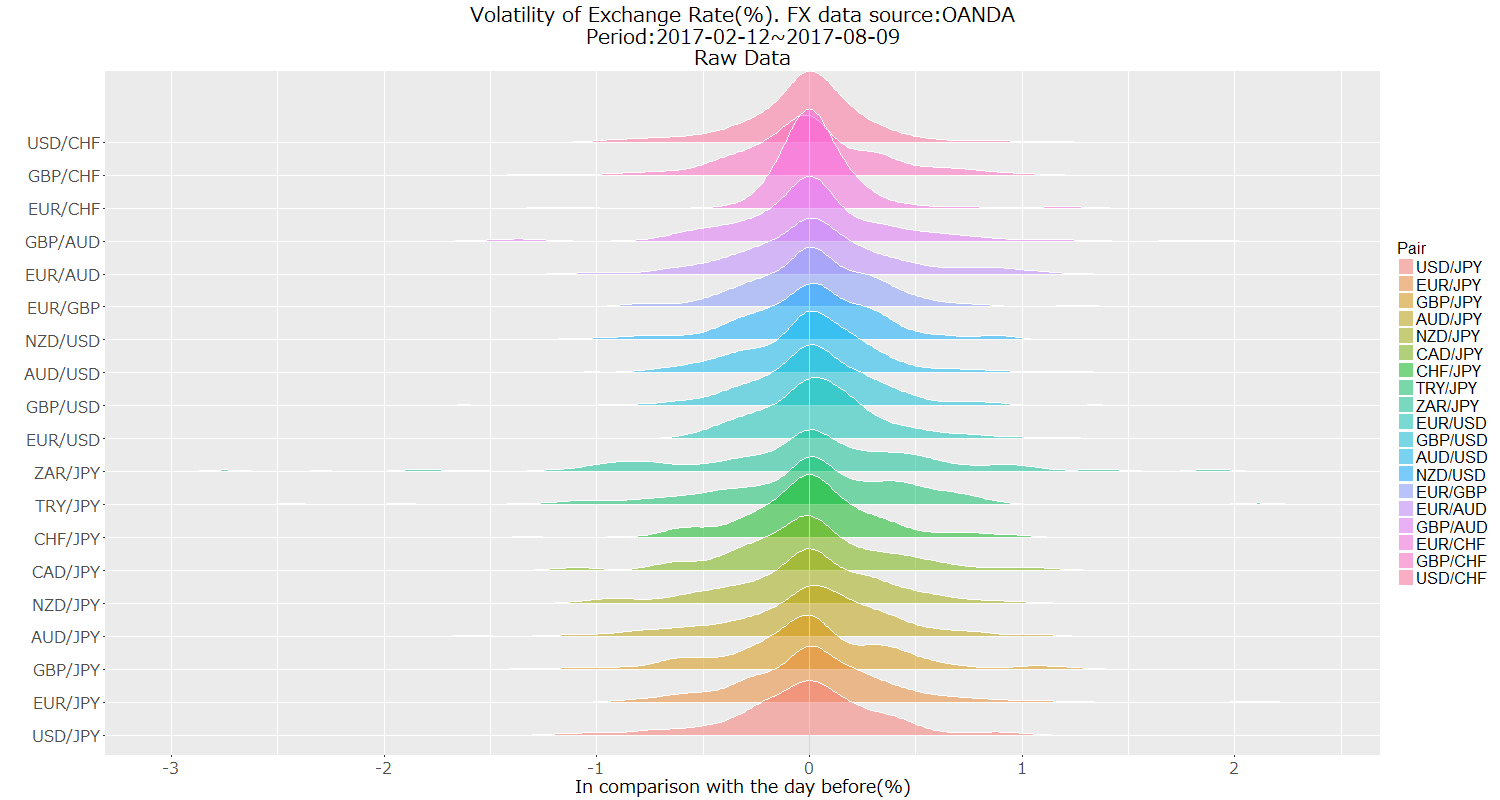 Volatility of Exchange Rate(%). FX data source:OANDA
Period:2017-02-12~2017-08-09
Raw Data
USD/CHF
GBP/CHF
EUR/CHF
GBP/AUD
EUR/AUD
EUR/GBP
NZD/USD
AUD/USD
GBP/USD
EUR/USD
ZAR/JPY
TRY/JPY
CHF/JPY
CAD/JPY
NZD/JPY
AUD/JPY
GBP/JPY
EUR/JPY
USD/JPY
-3 -2 -1 0 1 2
In comparison with the day before(%)
Pair
USD/JPY
EUR/JPY
GBP/JPY
AUD/JPY
NZD/JPY
CAD/JPY
CHF/JPY
TRY/JPY
ZAR/JPY
EUR/USD
GBP/USD
AUD/USD
NZD/USD
EUR/GBP
EUR/AUD
GBP/AUD
EUR/CHF
GBP/CHF
USD/CHF